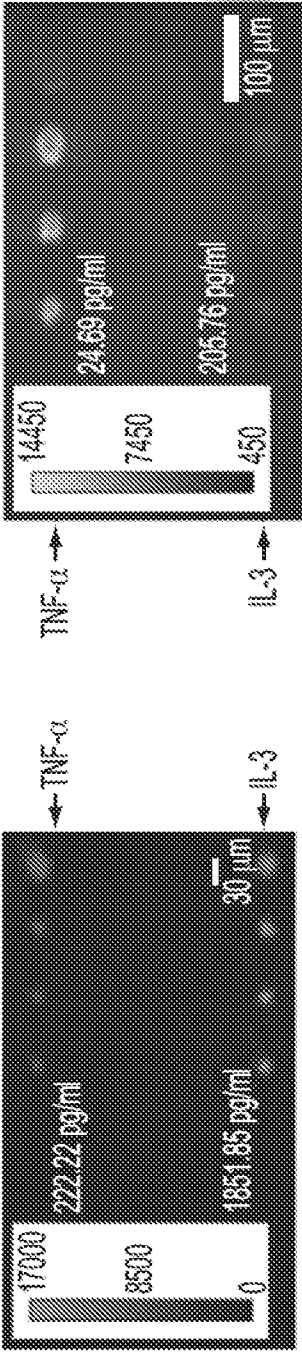 17000
8500
0
222.22 pg/ml
1851.85 pg/ml
30 µm
TNF-α
IL-3
TNF-α
IL-3
14450
7450
450
24.69 pg/ml
205.76 pg/ml
100 µm